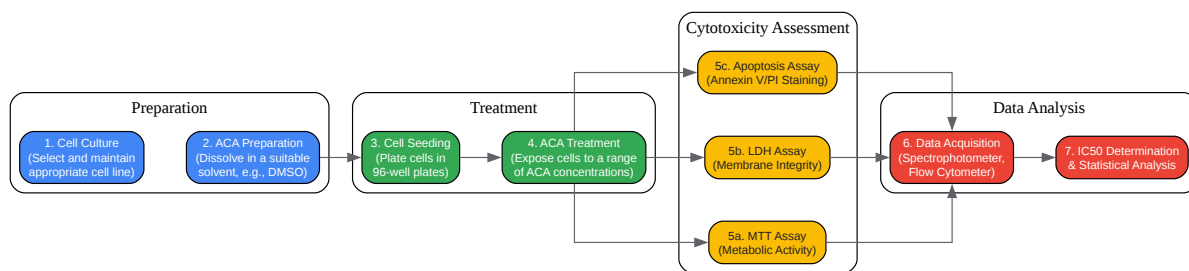 Preparation
1. Cell Culture
(Select and maintain
appropriate cell line)
2. ACA Preparation
(Dissolve in a suitable
solvent, e.g., DMSO)
Treatment
3. Cell Seeding
(Plate cells in
96-well plates)
4. ACA Treatment
(Expose cells to a range
of ACA concentrations)
Cytotoxicity Assessment
5c. Apoptosis Assay
(Annexin V/PI Staining)
5b. LDH Assay
(Membrane Integrity)
5a. MTT Assay
(Metabolic Activity)
Data Analysis
6. Data Acquisition
(Spectrophotometer,
Flow Cytometer)
7. IC50 Determination
& Statistical Analysis